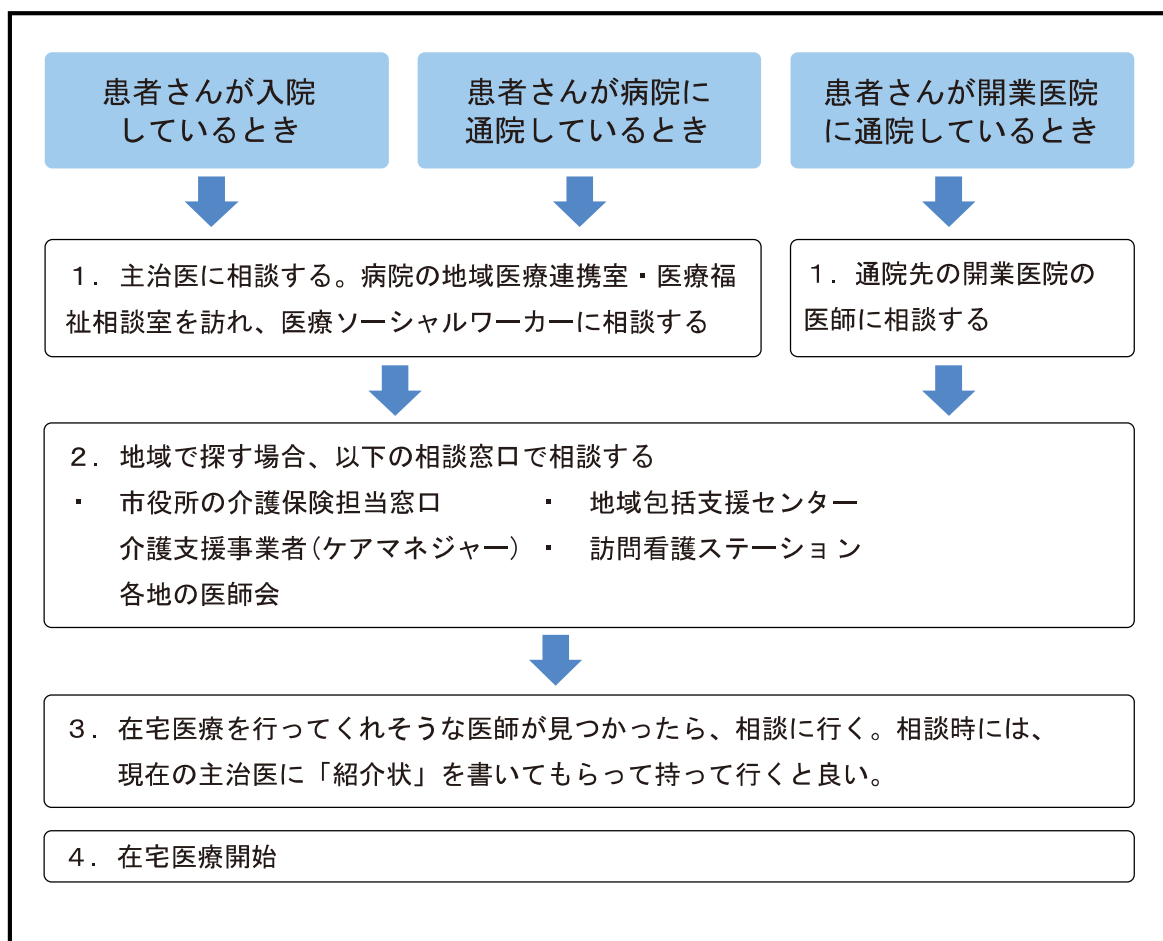 患者さんが入院
しているとき
患者さんが病院に
通院しているとき
患者さんが開業医院
に通院しているとき
1. 主治医に相談する。病院の地域医療連携室・医療福
祉相談室を訪れ、医療ソーシャルワーカーに相談する
1. 通院先の開業医院の
医師に相談する
2. 地域で探す場合、以下の相談窓口で相談する
・ 市役所の介護保険担当窓口 ・ 地域包括支援センター
介護支援事業者(ケアマネジャー) ・ 訪問看護ステーション
各地の医師会
3. 在宅医療を行ってくれそうな医師が見つかったら、相談に行く。相談時には、
現在の主治医に「紹介状」を書いてもらって持って行くと良い。
4. 在宅医療開始